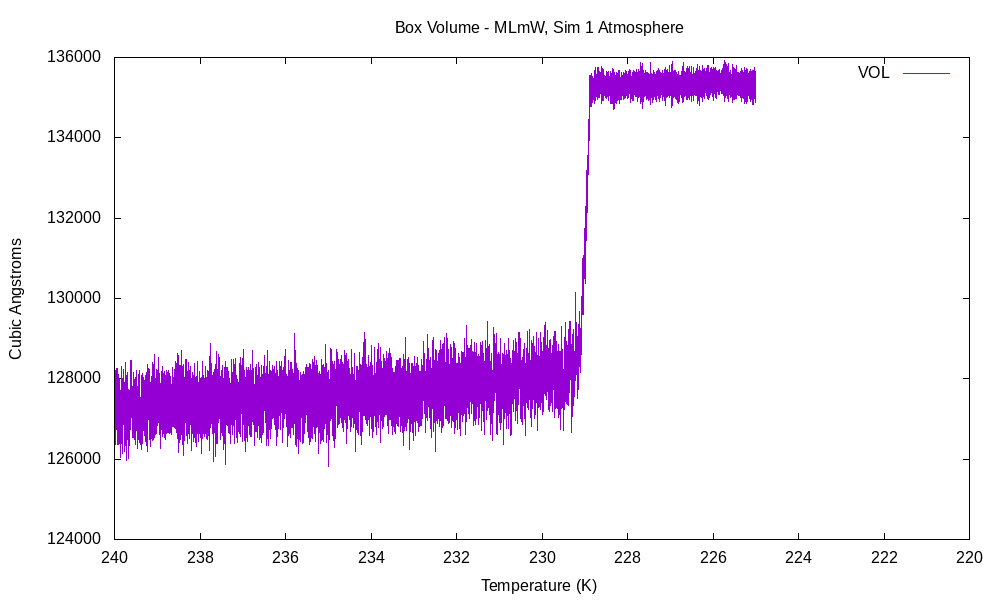 Box Volume - MLmW, Sim 1 Atmosphere
136000
VOL
134000
132000
130000
128000
126000
124000
Cubic Angstroms
240 238 236 234 232 230 228 226 224 222 220
Temperature (K)